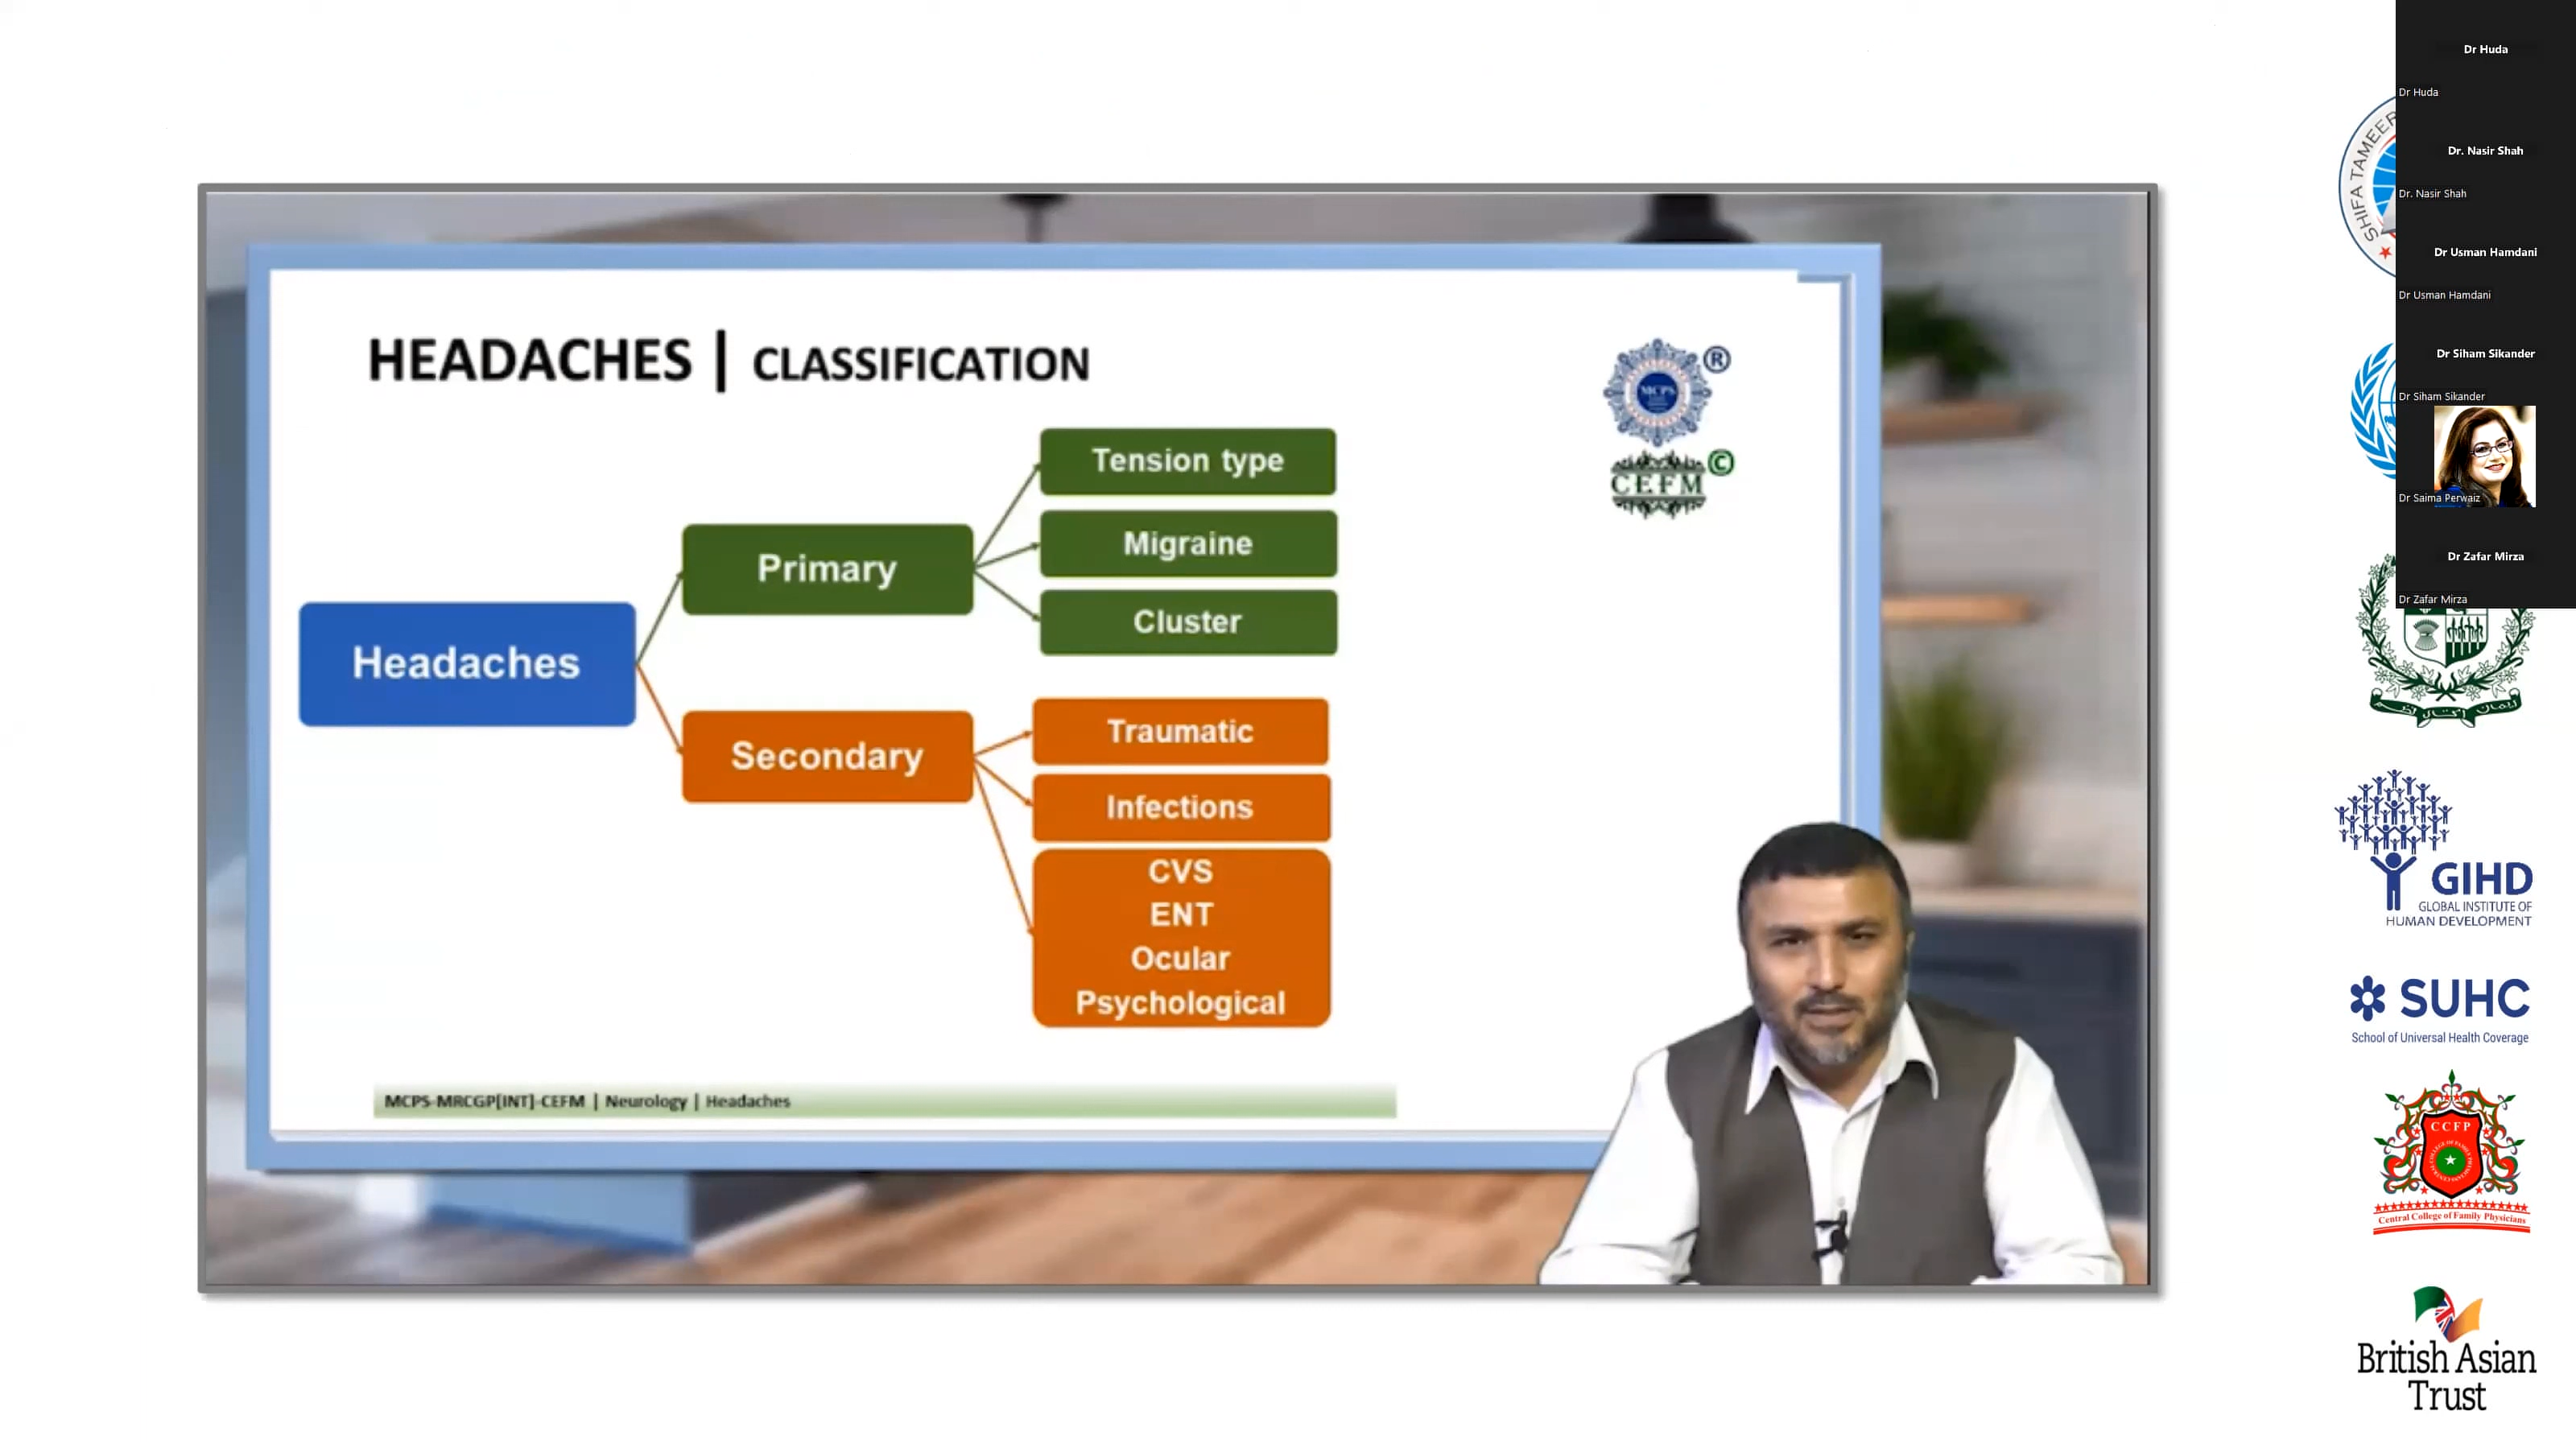 HEADACHES | CLASSIFICATION
Headaches
Primary
Tension type
Migraine
Cluster
Secondary
Traumatic
Infections
CVS
ENT
Ocular
Psychological
MCPS
®
CEFM
©
MCPS-MRCGP[INT]-CEFM | Neurology | Headaches
Dr Huda
Dr Huda
Dr. Nasir Shah
Dr. Nasir Shah
Dr Usman Hamdani
Dr Usman Hamdani
Dr Siham Sikander
Dr Siham Sikander
Dr Saima Perwaiz
Dr Zafar Mirza
Dr Zafar Mirza
SHIFA TAMEER
GIHD
GLOBAL INSTITUTE OF
HUMAN DEVELOPMENT
SUHC
School of Universal Health Coverage
CCFP
Central College of Family Physicians
British Asian
Trust